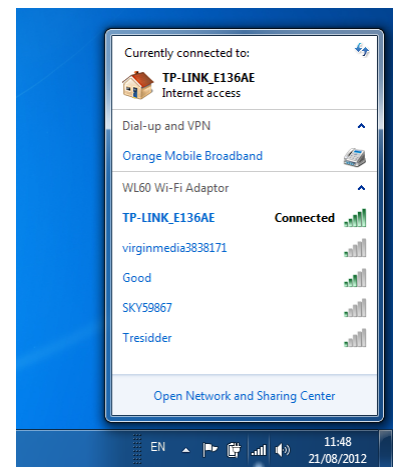 Currently connected to:
TP-LINK_E136AE
Internet access
Dial-up and VPN
Orange Mobile Broadband
WL60 Wi-Fi Adaptor
TP-LINK_E136AE Connected
virginmedia3838171
Good
SKY59867
Tresidder
Open Network and Sharing Center
EN 11:48
21/08/2012